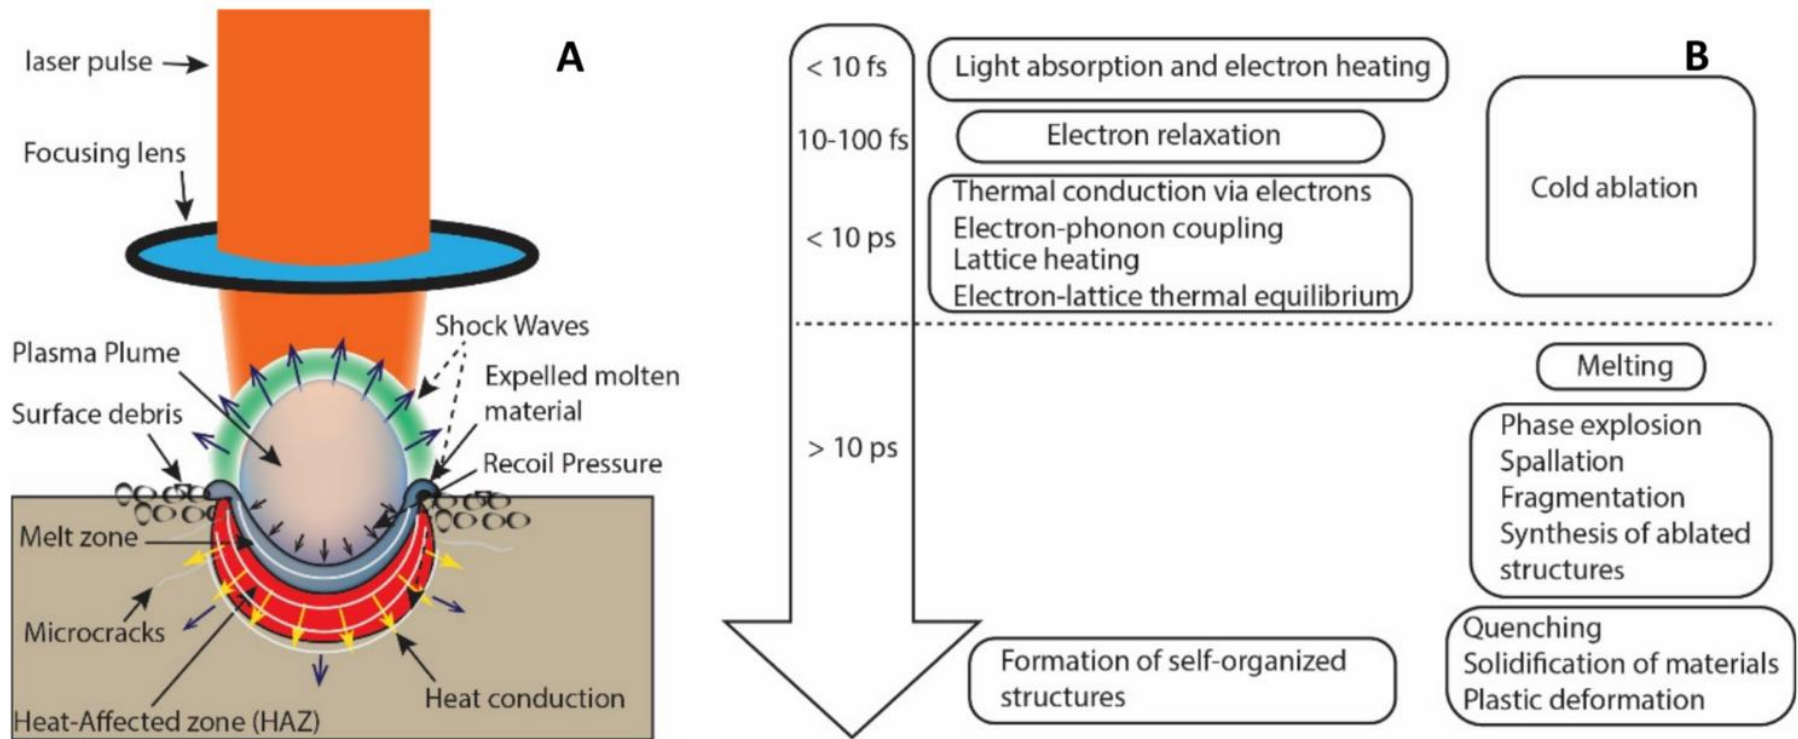 A
laser pulse
Focusing lens
Shock Waves
Plasma Plume
Expelled molten
material
Surface debris
Recoil Pressure
Melt zone
Microcracks
Heat conduction
Heat-Affected zone (HAZ)
B
< 10 fs
Light absorption and electron heating
10-100 fs
Electron relaxation
< 10 ps
Thermal conduction via electrons
Electron-phonon coupling
Lattice heating
Electron-lattice thermal equilibrium
Cold ablation
> 10 ps
Melting
Phase explosion
Spallation
Fragmentation
Synthesis of ablated
structures
Formation of self-organized
structures
Quenching
Solidification of materials
Plastic deformation